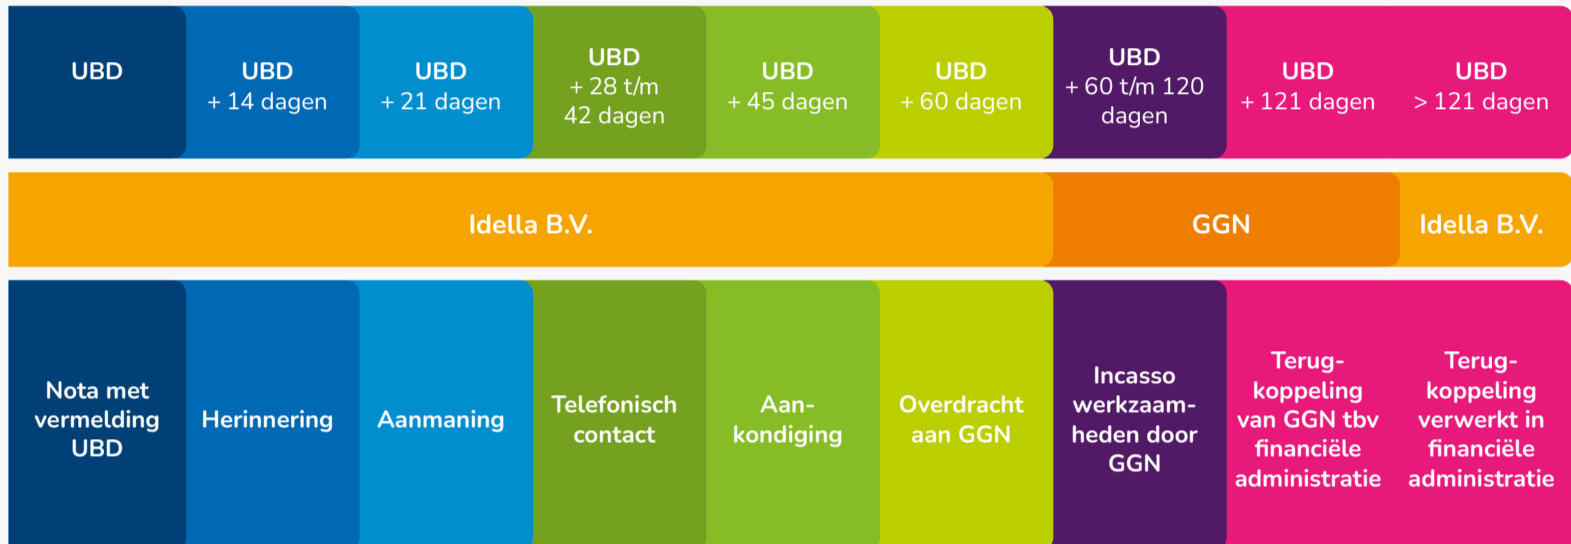 UBD
UBD
+ 14 dagen
UBD
+ 21 dagen
UBD
+ 28 t/m
42 dagen
UBD
+ 45 dagen
UBD
+ 60 dagen
UBD
+ 60 t/m 120
dagen
UBD
+ 121 dagen
UBD
> 121 dagen
Idella B.V.
GGN
Idella B.V.
Nota met
vermelding
UBD
Herinnering
Aanmaning
Telefonisch
contact
Aan-
kondiging
Overdracht
aan GGN
Incasso
werkzaam-
heden door
GGN
Terug-
koppeling
van GGN tbv
financiële
administratie
Terug-
koppeling
verwerkt in
financiële
administratie